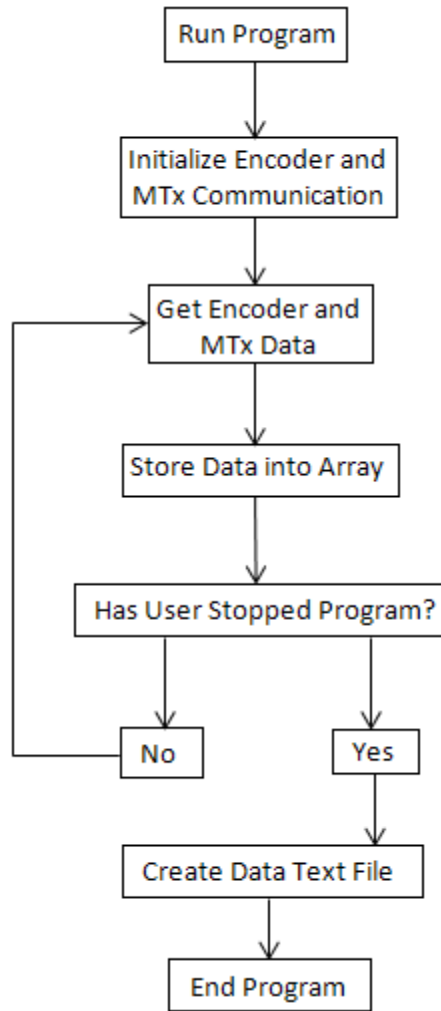 Run Program
Initialize Encoder and
MTx Communication
Get Encoder and
MTx Data
Store Data into Array
Has User Stopped Program?
No
Yes
Create Data Text File
End Program